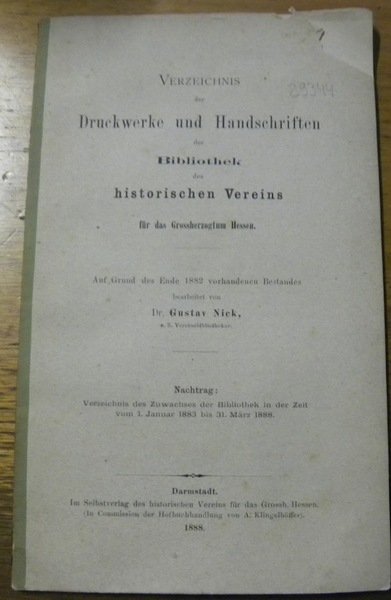 1
29344
VERZEICHNIS
der
Druckwerke und Handschriften
der
Bibliothek
des
historischen Vereins
für das Grossherzogtum Hessen.
Auf Grund des Ende 1882 vorhandenen Bestandes
bearbeitet von
Dr. Gustav Nick,
z. Z. Vereinsbibliothekar.
Nachtrag:
Verzeichnis des Zuwachses der Bibliothek in der Zeit
vom 1. Januar 1883 bis 31. März 1888.
Darmstadt.
Im Selbstverlag des historischen Vereins für das Grossh. Hessen.
(In Commission der Hofbuchhandlung von A. Klingelhöffer).
1888.